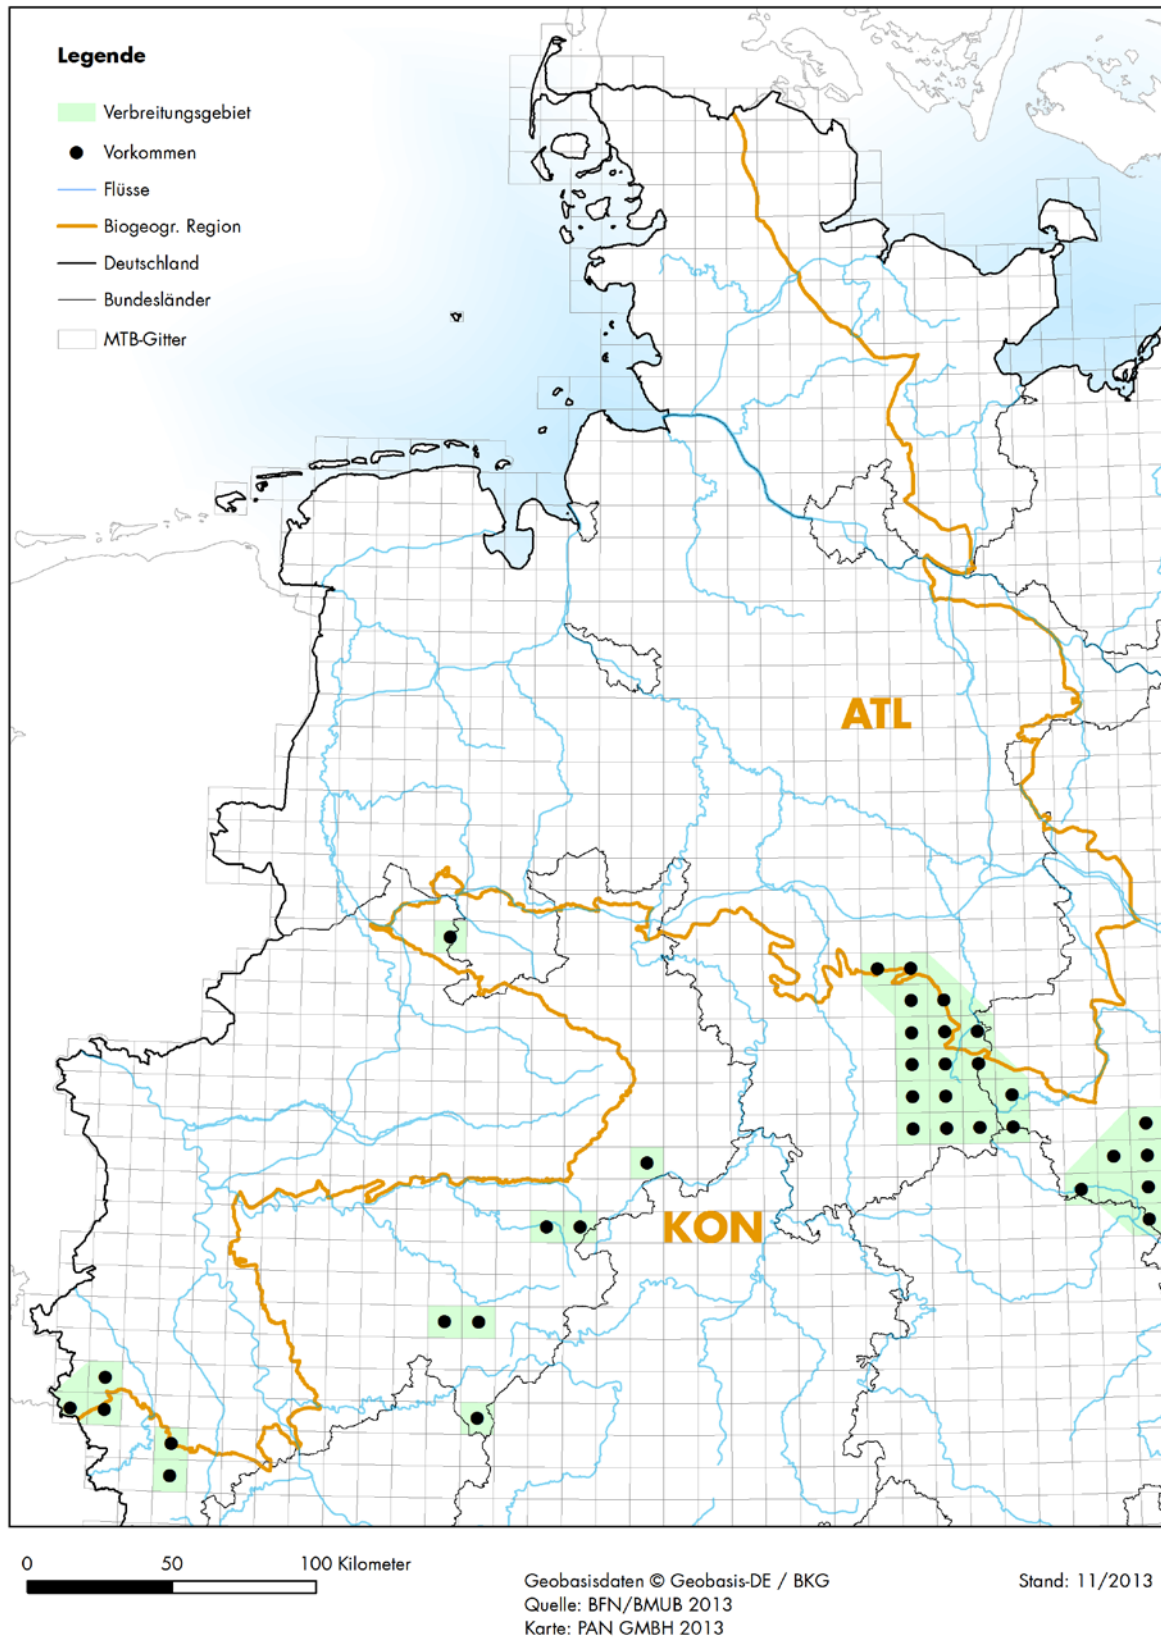 Legende
Verbreitungsgebiet
Vorkommen
Flüsse
Biogeogr. Region
Deutschland
Bundesländer
MTB-Gitter
ATL
KON
0 50 100 Kilometer
Geobasisdaten © Geobasis-DE / BKG
Quelle: BFN/BMUB 2013
Karte: PAN GMBH 2013
Stand: 11/2013